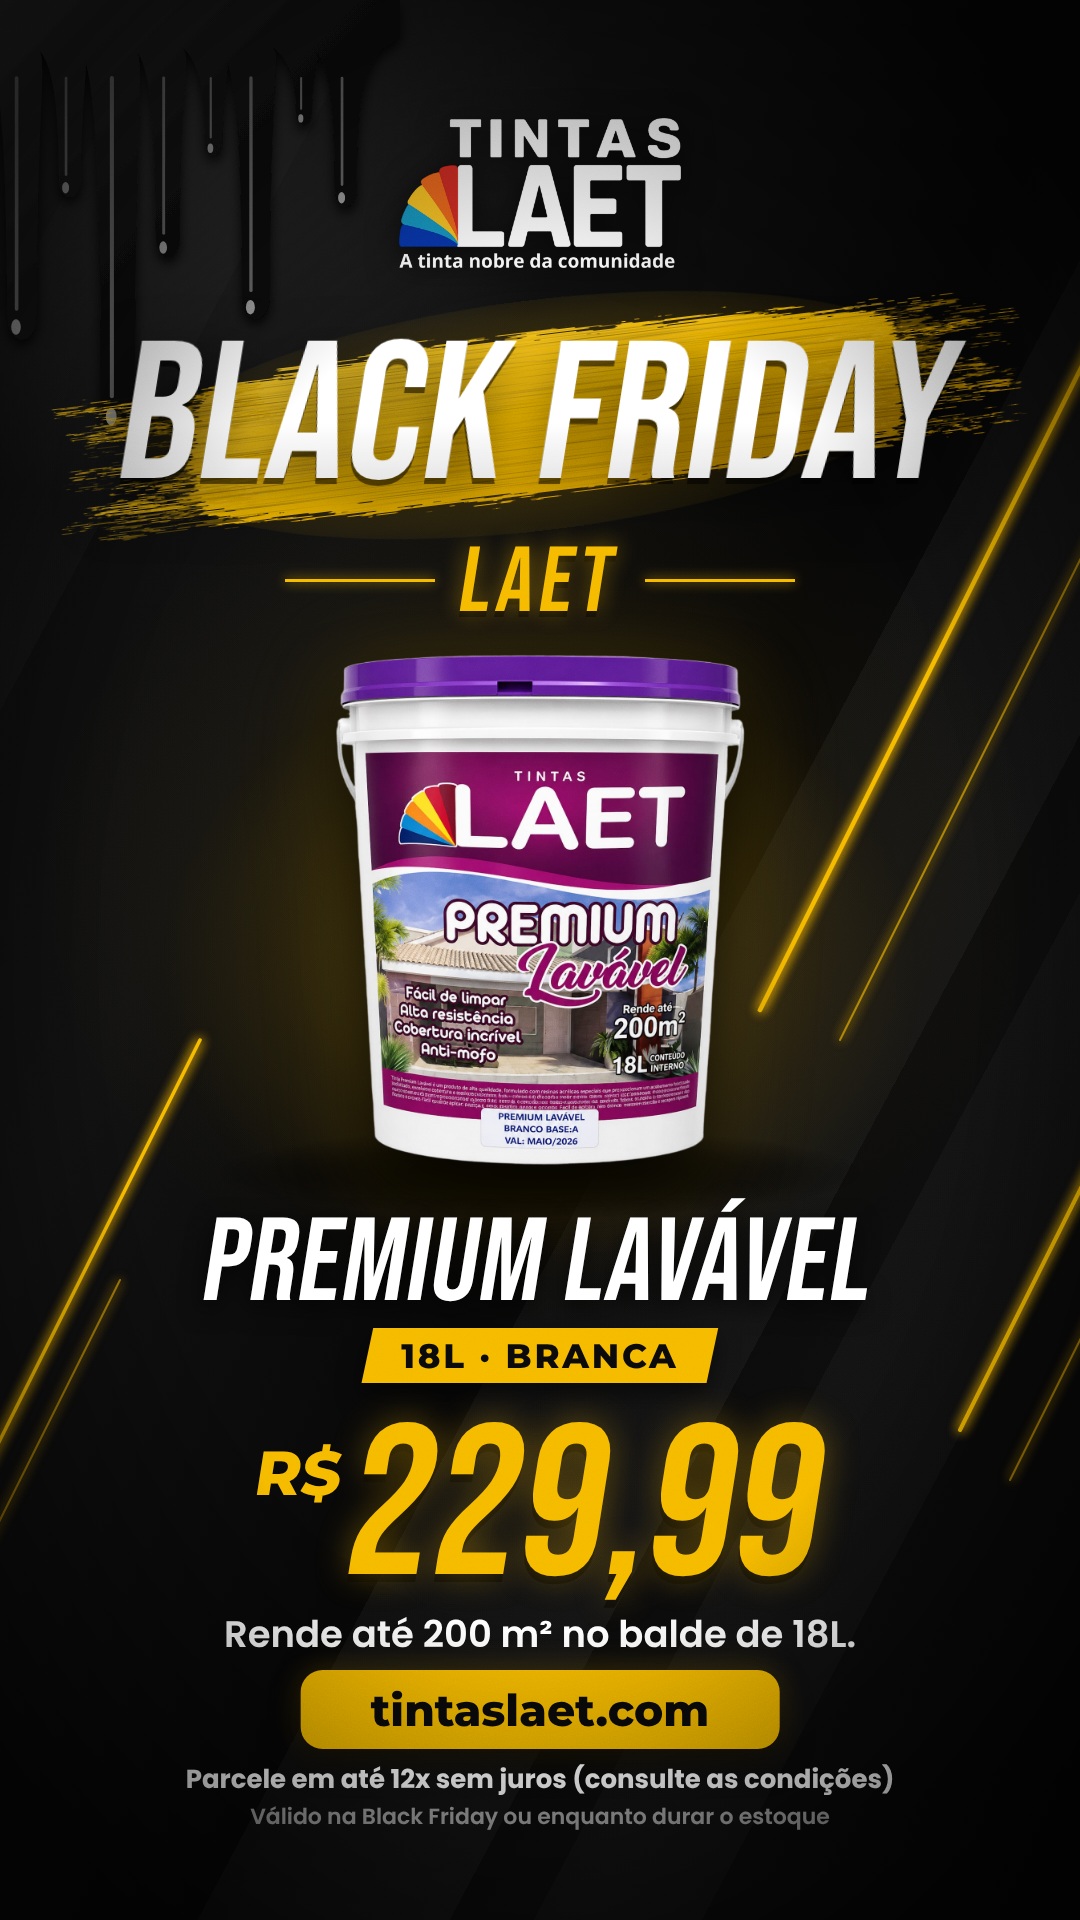 TINTAS
LAET
A tinta nobre da comunidade
BLACK FRIDAY
LAET
TINTAS
LAET
PREMIUM
Lavável
Fácil de limpar
Alta resistência
Cobertura incrível
Anti-mofo
Rende até
200m²
18L CONTEÚDO INTERNO
PREMIUM LAVÁVEL
BRANCO BASE:A
VAL: MAIO/2026
PREMIUM LAVÁVEL
18L • BRANCA
R$ 229,99
Rende até 200 m² no balde de 18L.
tintaslaet.com
Parcele em até 12x sem juros (consulte as condições)
Válido na Black Friday ou enquanto durar o estoque